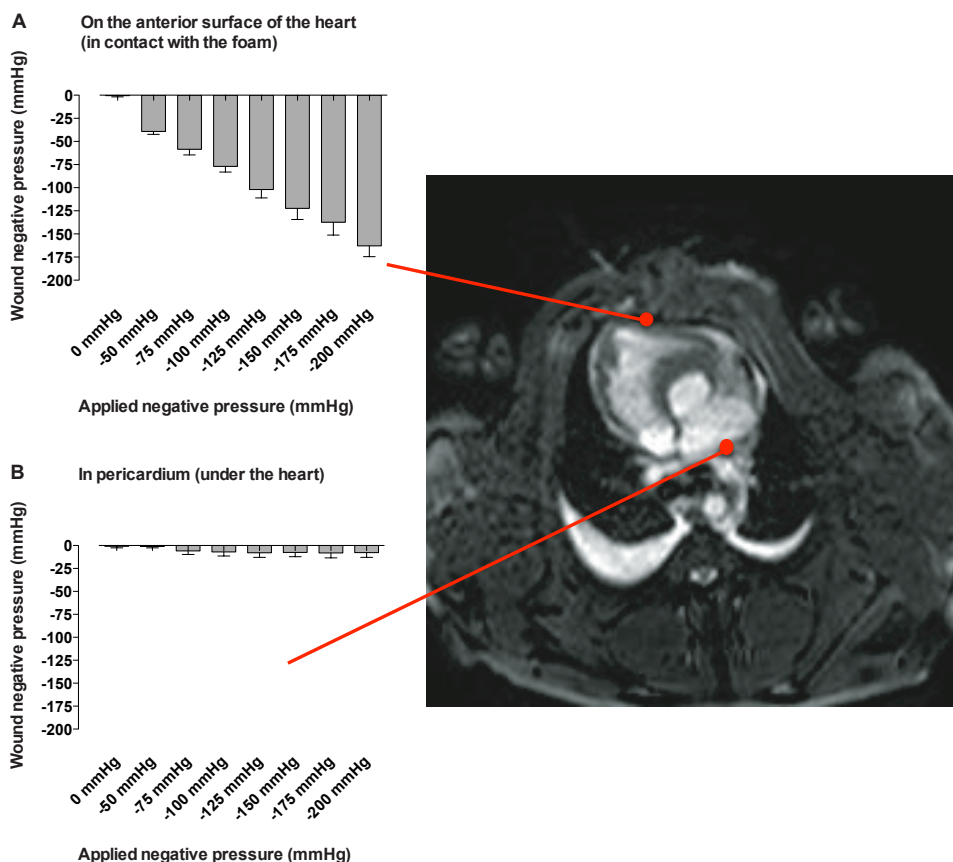 A
On the anterior surface of the heart
(in contact with the foam)
Wound negative pressure (mmHg)
0
-25
-50
-75
-100
-125
-150
-175
-200
0 mmHg
-50 mmHg
-75 mmHg
-100 mmHg
-125 mmHg
-150 mmHg
-175 mmHg
-200 mmHg
Applied negative pressure (mmHg)
B
In pericardium (under the heart)
Wound negative pressure (mmHg)
0
-25
-50
-75
-100
-125
-150
-175
-200
0 mmHg
-50 mmHg
-75 mmHg
-100 mmHg
-125 mmHg
-150 mmHg
-175 mmHg
-200 mmHg
Applied negative pressure (mmHg)